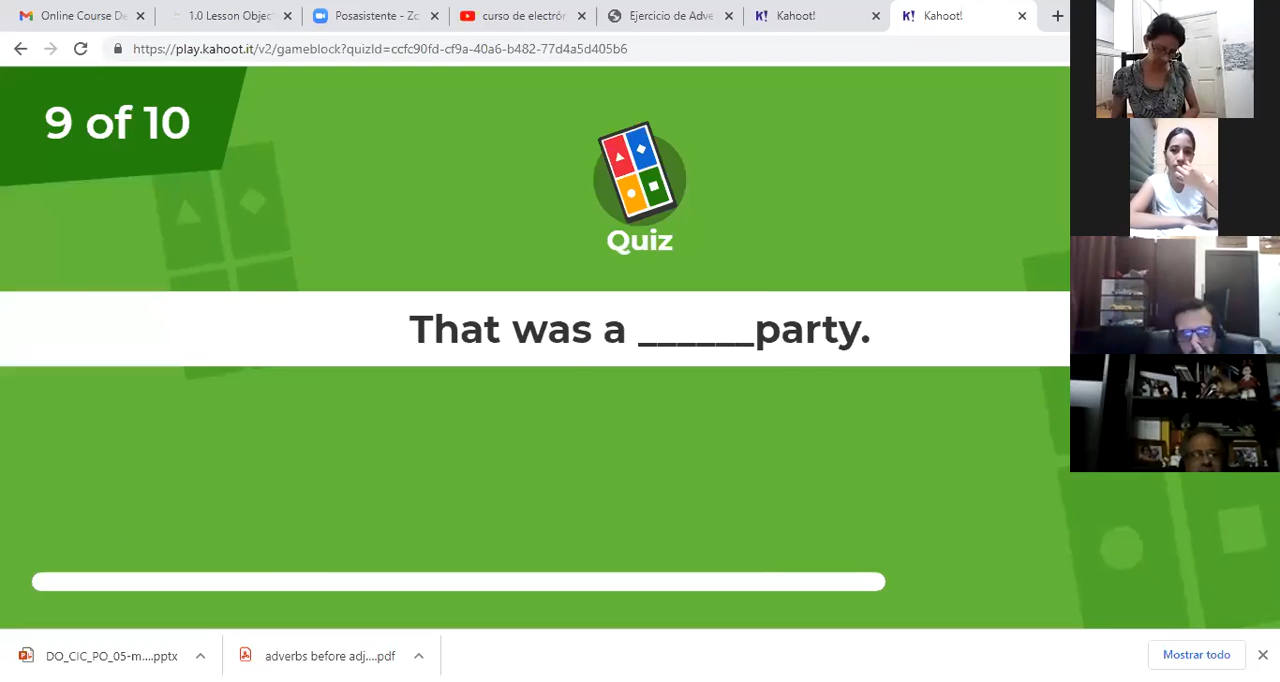 Online Course De
1.0 Lesson Objec
Posasistente - Zc
curso de electrór
Ejercicio de Adve
Kahoot!
Kahoot!
https://play.kahoot.it/v2/gameblock?quizId=ccfc90fd-cf9a-40a6-b482-77d4a5d405b6
9 of 10
Quiz
That was a ______party.
DO_CIC_PO_05-m....pptx
adverbs before adj....pdf
Mostrar todo